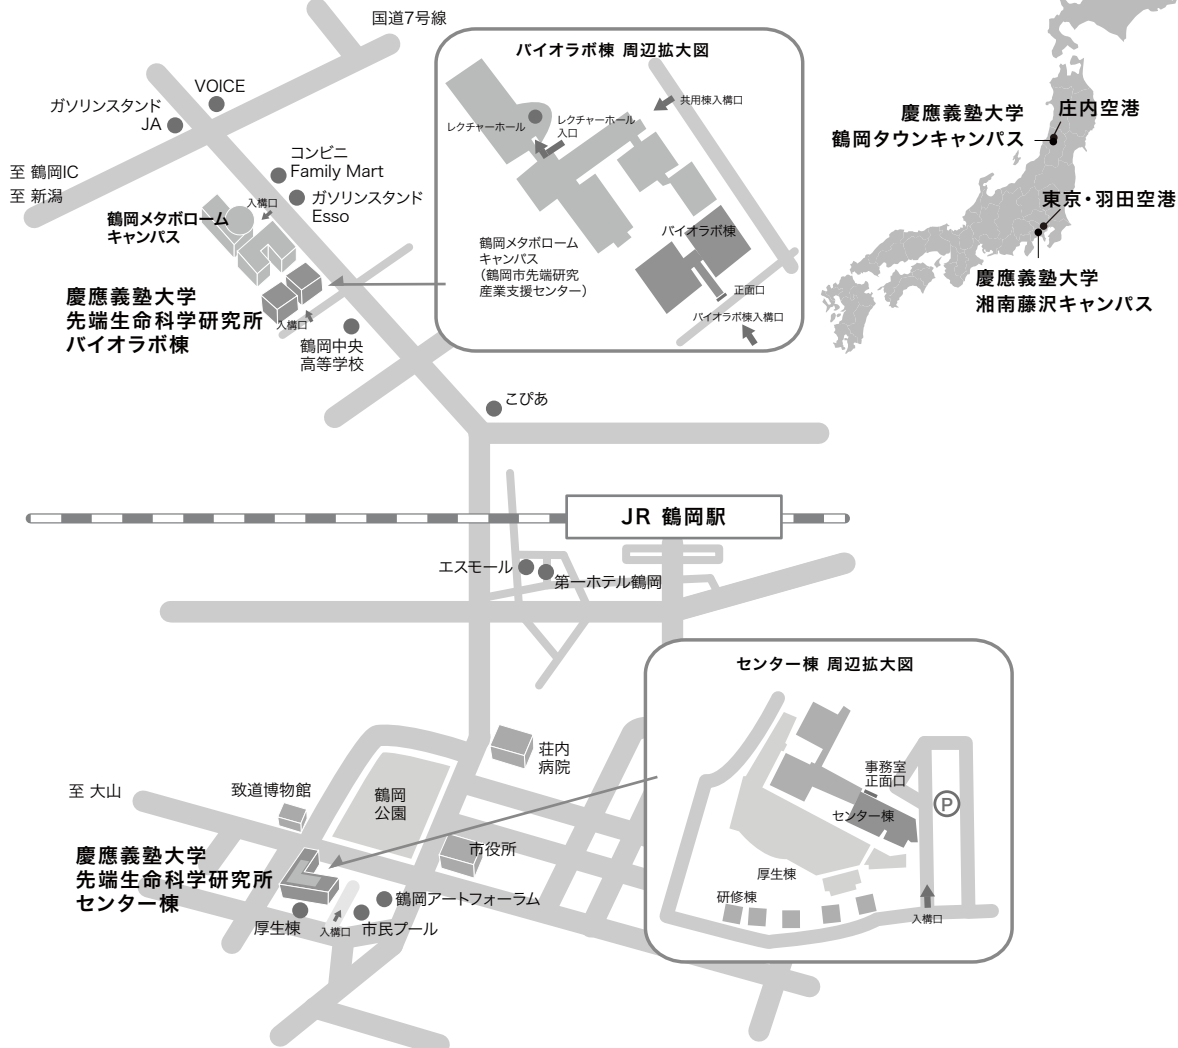 国道7号線
VOICE
ガソリンスタンド
JA
コンビニ
Family Mart
至 鶴岡IC
至 新潟
ガソリンスタンド
Esso
入構口
鶴岡メタボローム
キャンパス
慶應義塾大学
先端生命科学研究所
バイオラボ棟
入構口
鶴岡中央
高等学校
バイオラボ棟 周辺拡大図
共用棟入構口
レクチャーホール
レクチャーホール
入口
バイオラボ棟
鶴岡メタボローム
キャンパス
（鶴岡市先端研究
産業支援センター）
正面口
バイオラボ棟入構口
慶應義塾大学
鶴岡タウンキャンパス
庄内空港
東京・羽田空港
慶應義塾大学
湘南藤沢キャンパス
こぴあ
JR 鶴岡駅
エスモール
第一ホテル鶴岡
荘内
病院
至 大山
致道博物館
鶴岡
公園
市役所
慶應義塾大学
先端生命科学研究所
センター棟
鶴岡アートフォーラム
厚生棟
入構口
市民プール
センター棟 周辺拡大図
事務室
正面口
P
センター棟
厚生棟
研修棟
入構口